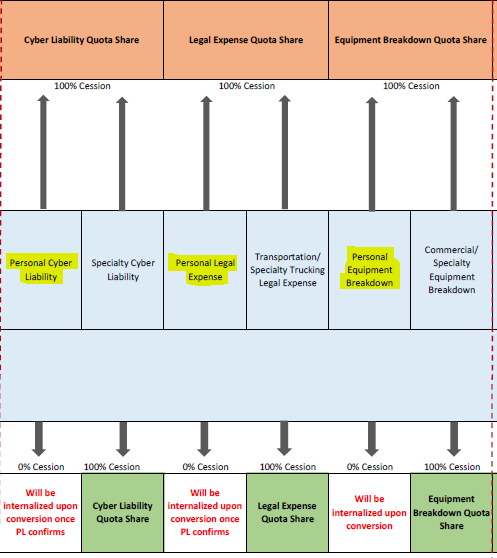 Cyber Liability Quota Share
Legal Expense Quota Share
Equipment Breakdown Quota Share
100% Cession
100% Cession
100% Cession
Personal Cyber
Liability
Specialty Cyber
Liability
Personal Legal
Expense
Transportation/
Specialty Trucking
Legal Expense
Personal
Equipment
Breakdown
Commercial/
Specialty
Equipment
Breakdown
0% Cession
100% Cession
0% Cession
100% Cession
0% Cession
100% Cession
Will be
internalized upon
conversion once
PL confirms
Cyber Liability
Quota Share
Will be
internalized upon
conversion once
PL confirms
Legal Expense
Quota Share
Will be
internalized upon
conversion
Equipment
Breakdown Quota
Share